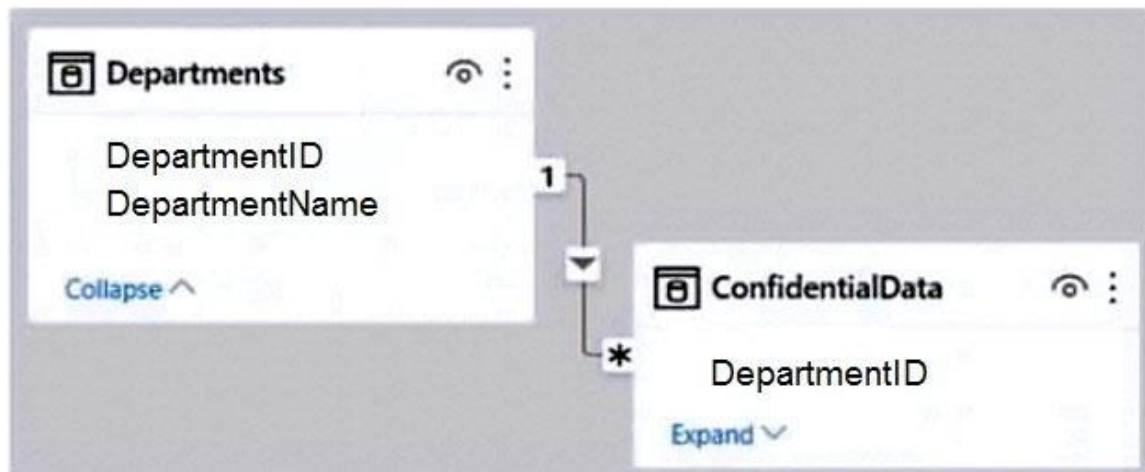 Departments
DepartmentID
DepartmentName
Collapse
1
*
ConfidentialData
DepartmentID
Expand